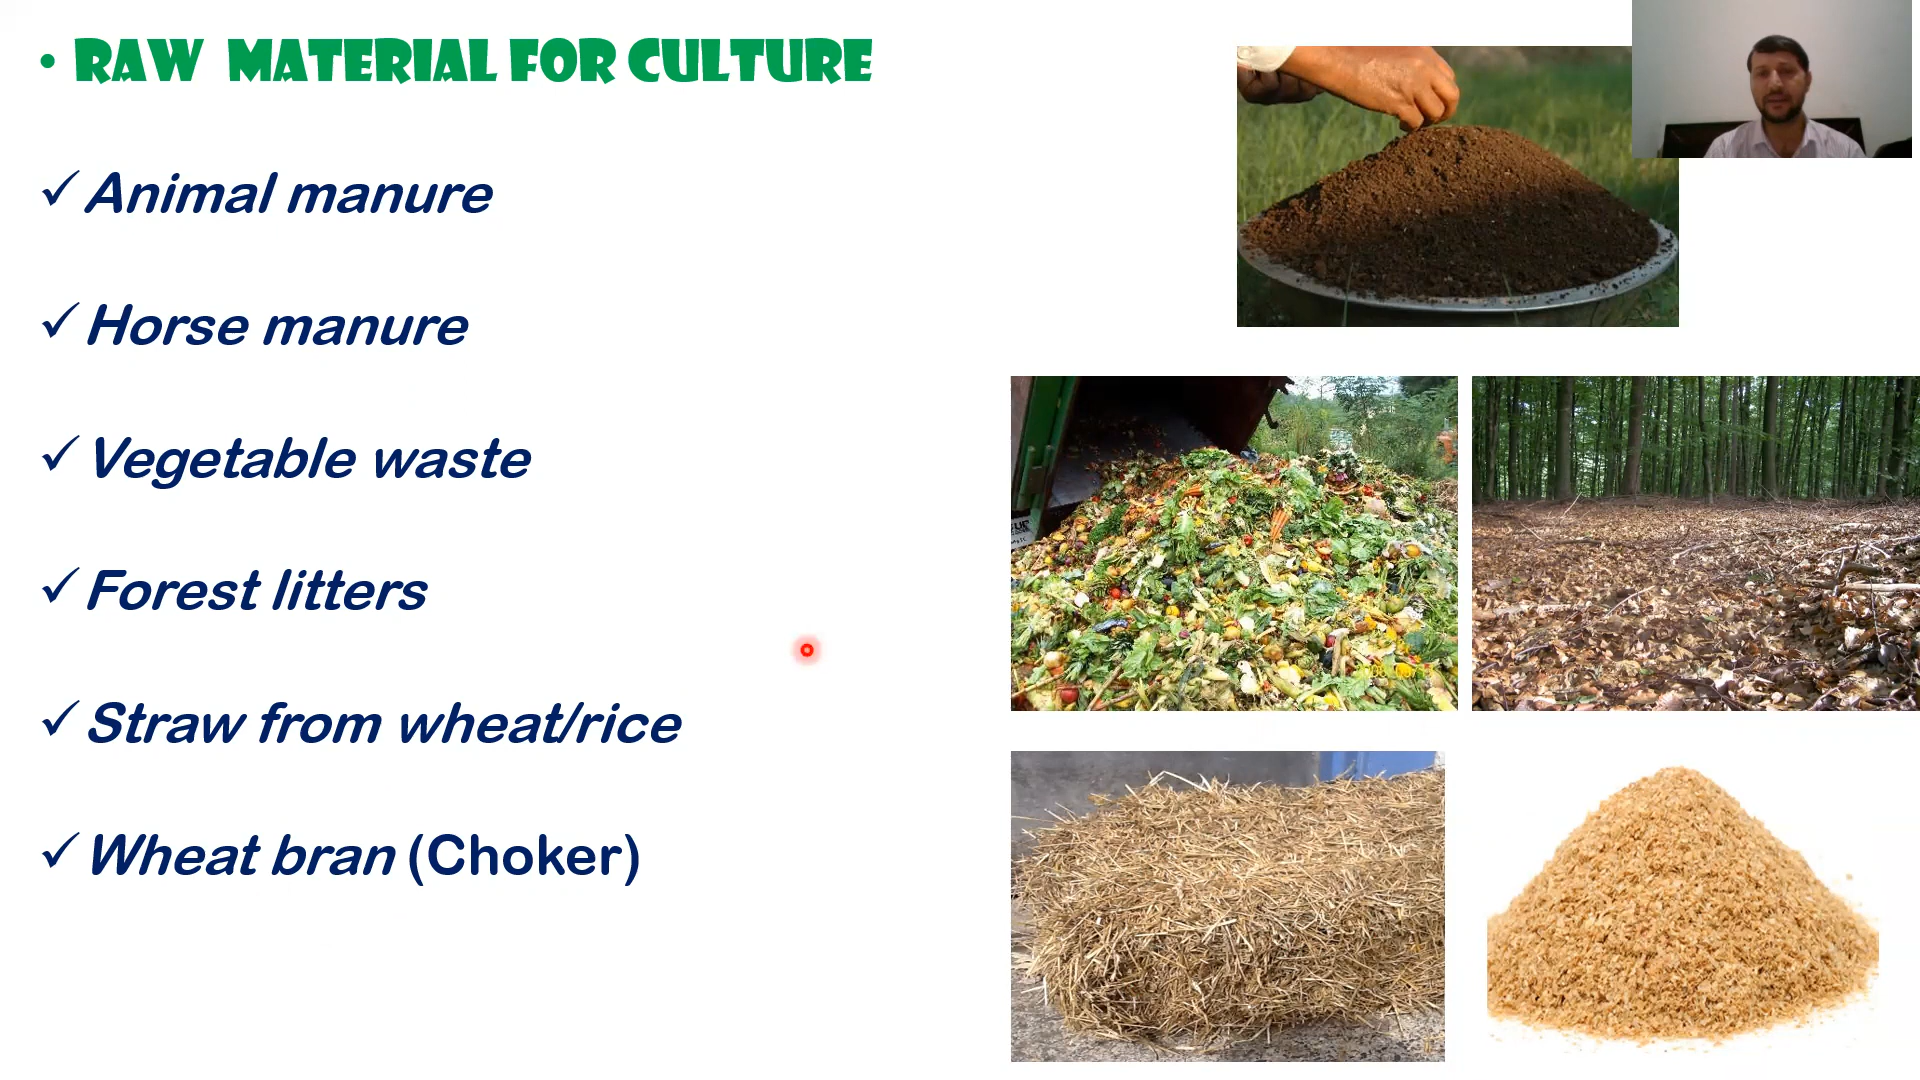 • RAW MATERIAL FOR CULTURE
✓ Animal manure
✓ Horse manure
✓ Vegetable waste
✓ Forest litters
✓ Straw from wheat/rice
✓ Wheat bran (Choker)